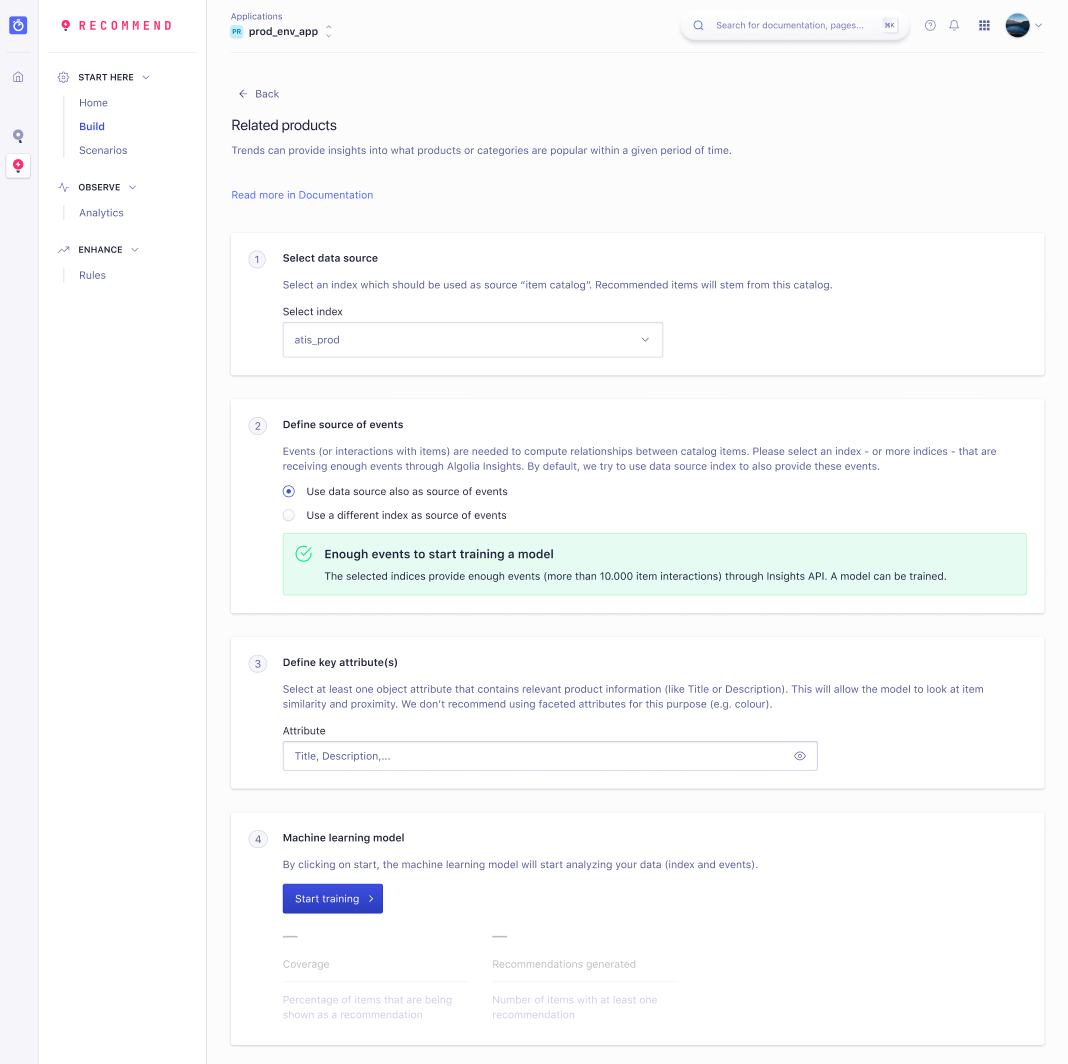 RECOMMEND
Applications
PR prod_env_app
Search for documentation, pages...
⌘K
START HERE
Home
Build
Scenarios
OBSERVE
Analytics
ENHANCE
Rules
Back
Related products
Trends can provide insights into what products or categories are popular within a given period of time.
Read more in Documentation
1
Select data source
Select an index which should be used as source “item catalog”. Recommended items will stem from this catalog.
Select index
atis_prod
2
Define source of events
Events (or interactions with items) are needed to compute relationships between catalog items. Please select an index - or more indices - that are
receiving enough events through Algolia Insights. By default, we try to use data source index to also provide these events.
Use data source also as source of events
Use a different index as source of events
Enough events to start training a model
The selected indices provide enough events (more than 10.000 item interactions) through Insights API. A model can be trained.
3
Define key attribute(s)
Select at least one object attribute that contains relevant product information (like Title or Description). This will allow the model to look at item
similarity and proximity. We don't recommend using faceted attributes for this purpose (e.g. colour).
Attribute
Title, Description,...
4
Machine learning model
By clicking on start, the machine learning model will start analyzing your data (index and events).
Start training
—
Coverage
Percentage of items that are being
shown as a recommendation
—
Recommendations generated
Number of items with at least one
recommendation